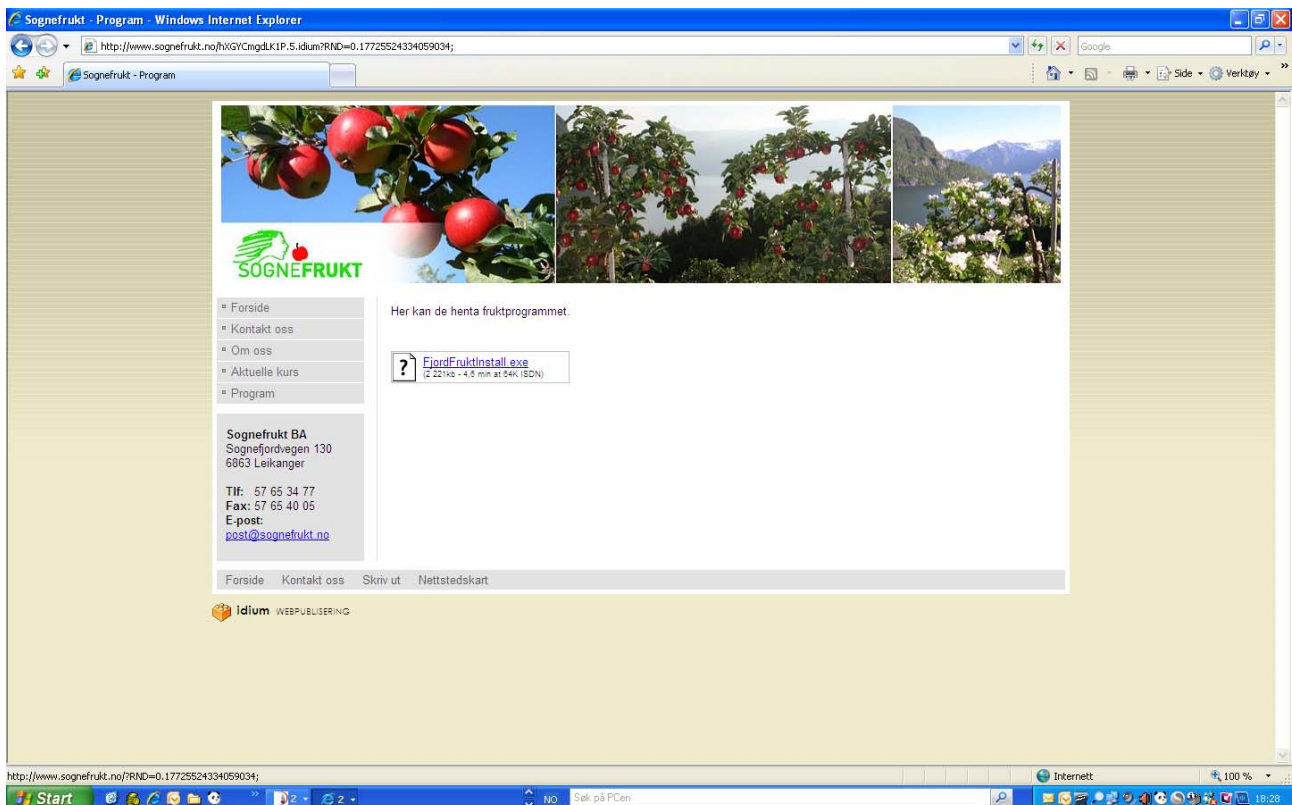 Sognefrukt - Program - Windows Internet Explorer
http://www.sognefrukt.no/hXGYCmgdLK1P.5.idium?RND=0.17725524334059034;
Google
Sognefrukt - Program
Side
Verktøy
SOGNEFRUKT
Forside
Kontakt oss
Om oss
Aktuelle kurs
Program
Her kan de henta fruktprogrammet.
?
FjordFruktInstall.exe
(2 221kb - 4,6 min at 64K ISDN)
Sognefrukt BA
Sognefjordvegen 130
6863 Leikanger
Tlf: 57 65 34 77
Fax: 57 65 40 05
E-post:
post@sognefrukt.no
Forside Kontakt oss Skriv ut Nettstedskart
idium WEBPUBLISERING
http://www.sognefrukt.no/?RND=0.17725524334059034;
Internett
100 %
Start
2
2
NO
Søk på PCen
18:28